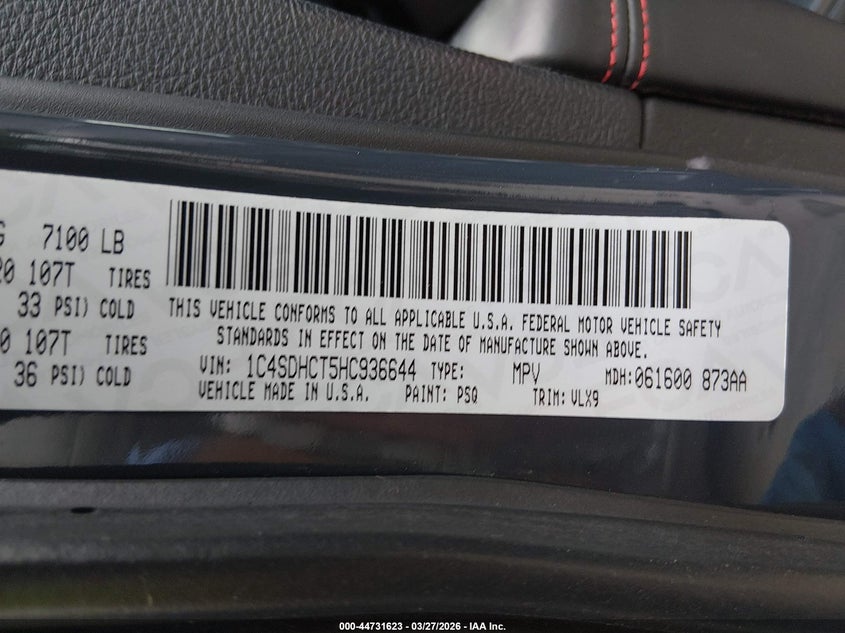 G 7100 LB
20 107T TIRES
33 PSI) COLD
0 107T TIRES
36 PSI) COLD
THIS VEHICLE CONFORMS TO ALL APPLICABLE U.S.A. FEDERAL MOTOR VEHICLE SAFETY
STANDARDS IN EFFECT ON THE DATE OF MANUFACTURE SHOWN ABOVE.
VIN: 1C4SDHCT5HC936644 TYPE: MPV MDH:061600 873AA
VEHICLE MADE IN U.S.A. PAINT: PSQ TRIM: VLX9
000-44731623 - 03/27/2026 - IAA Inc.